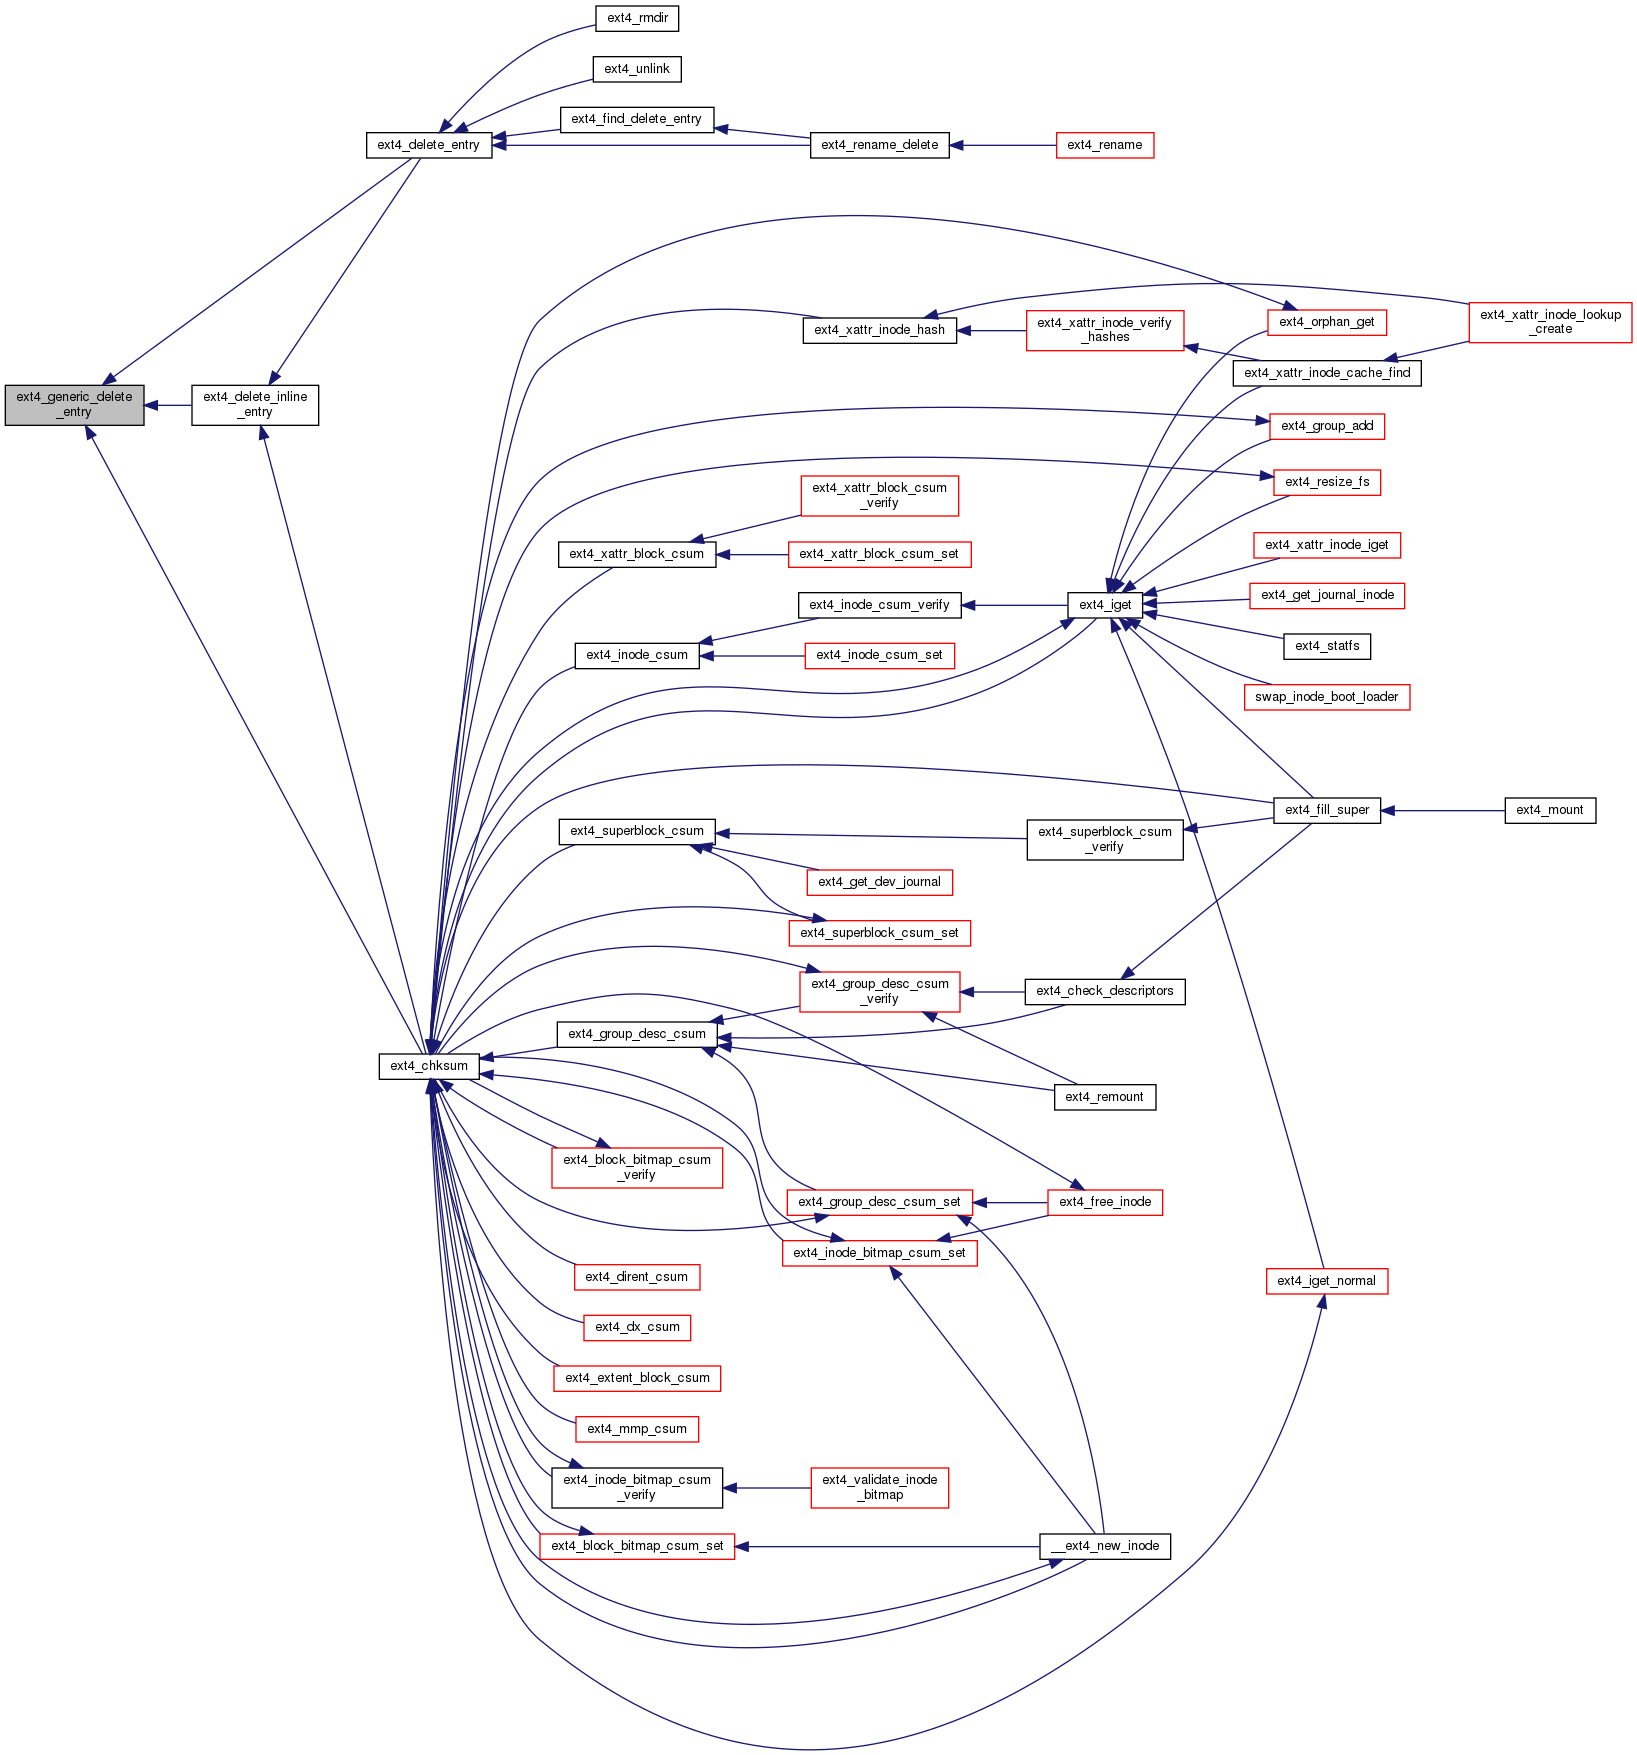 ext4_rmdir
ext4_unlink
ext4_find_delete_entry
ext4_delete_entry
ext4_rename_delete
ext4_rename
ext4_xattr_inode_hash
ext4_xattr_inode_verify
_hashes
ext4_orphan_get
ext4_xattr_inode_lookup
_create
ext4_xattr_inode_cache_find
ext4_generic_delete
_entry
ext4_delete_inline
_entry
ext4_group_add
ext4_resize_fs
ext4_xattr_block_csum
_verify
ext4_xattr_block_csum
ext4_xattr_block_csum_set
ext4_xattr_inode_iget
ext4_get_journal_inode
ext4_inode_csum_verify
ext4_iget
ext4_statfs
ext4_inode_csum
ext4_inode_csum_set
swap_inode_boot_loader
ext4_fill_super
ext4_mount
ext4_superblock_csum
ext4_superblock_csum
_verify
ext4_get_dev_journal
ext4_superblock_csum_set
ext4_group_desc_csum
_verify
ext4_check_descriptors
ext4_group_desc_csum
ext4_chksum
ext4_remount
ext4_block_bitmap_csum
_verify
ext4_group_desc_csum_set
ext4_free_inode
ext4_inode_bitmap_csum_set
ext4_dirent_csum
ext4_iget_normal
ext4_dx_csum
ext4_extent_block_csum
ext4_mmp_csum
ext4_inode_bitmap_csum
_verify
ext4_validate_inode
_bitmap
ext4_block_bitmap_csum_set
__ext4_new_inode